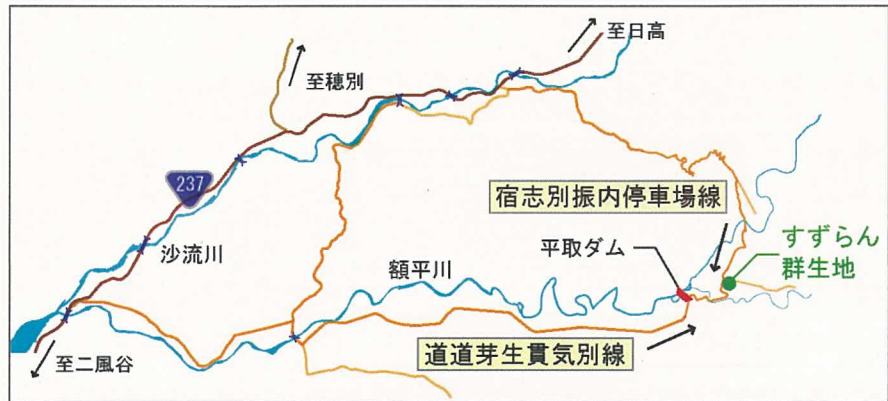 至日高
至穂別
237
宿志別振内停車場線
すずらん
群生地
平取ダム
沙流川
額平川
至二風谷
道道芽生貫気別線